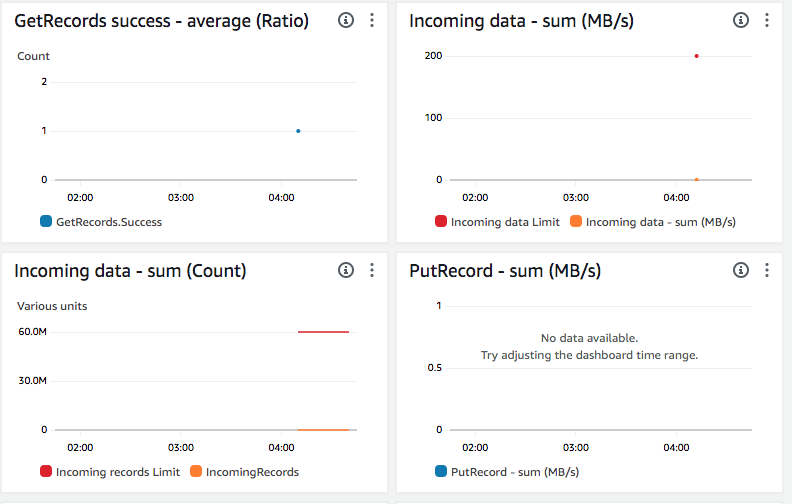 GetRecords success - average (Ratio)
Count
2
1
0
02:00 03:00 04:00
GetRecords.Success
Incoming data - sum (MB/s)
200
100
0
02:00 03:00 04:00
Incoming data Limit Incoming data - sum (MB/s)
Incoming data - sum (Count)
Various units
60.0M
30.0M
0
02:00 03:00 04:00
Incoming records Limit IncomingRecords
PutRecord - sum (MB/s)
1
No data available.
Try adjusting the dashboard time range.
0.5
0
02:00 03:00 04:00
PutRecord - sum (MB/s)